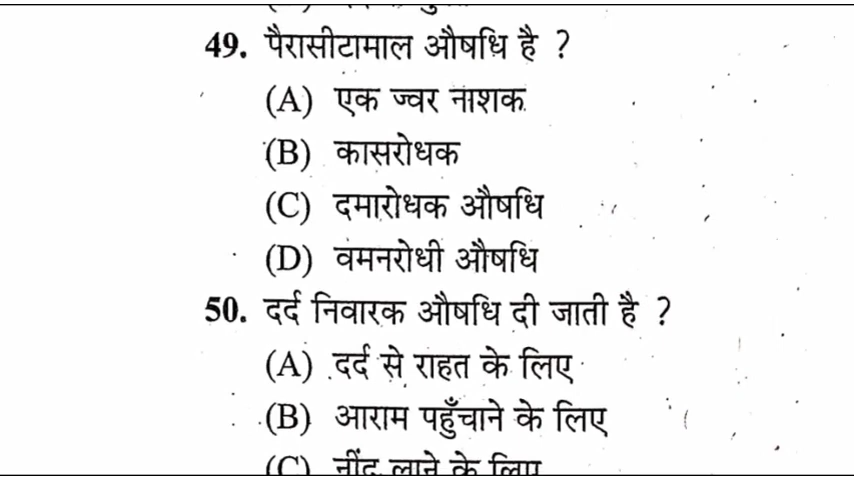 49. पैरासीटामाल औषधि है ?
(A) एक ज्वर नाशक
(B) कासरोधक
(C) दमारोधक औषधि
(D) वमनरोधी औषधि
50. दर्द निवारक औषधि दी जाती है ?
(A) दर्द से राहत के लिए
(B) आराम पहुँचाने के लिए
(C) नींद लाने के लिए